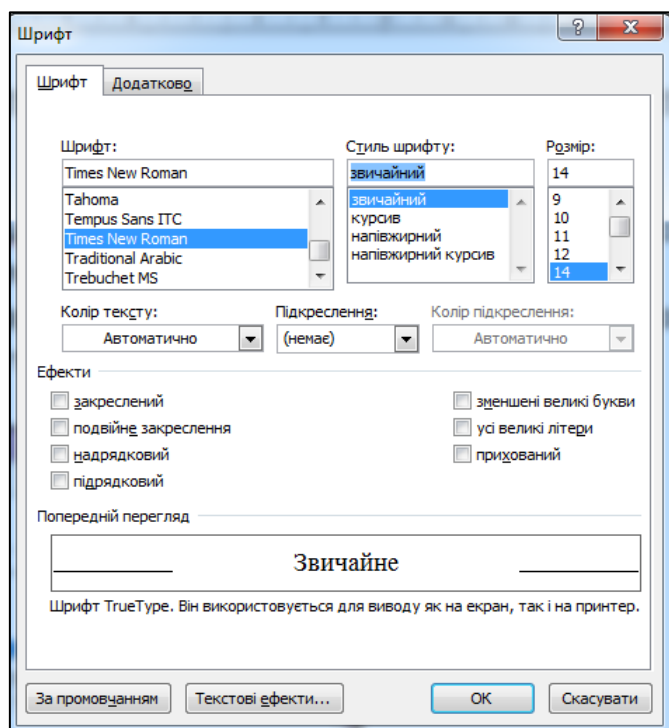 Шрифт
Шрифт Додатково
Шрифт: Стиль шрифту: Розмір:
Times New Roman звичайний 14
Tahoma звичайний 9
Tempus Sans ITC курсив 10
Times New Roman напівжирний 11
Traditional Arabic напівжирний курсив 12
Trebuchet MS 14
Колір тексту: Підкреслення: Колір підкреслення:
Автоматично (немає) Автоматично
Ефекти
закреслений зменшені великі букви
подвійне закреслення усі великі літери
надрядковий прихований
підрядковий
Попередній перегляд
Звичайне
Шрифт TrueType. Він використовується для виводу як на екран, так і на принтер.
За промовчанням Текстові ефекти... ОК Скасувати